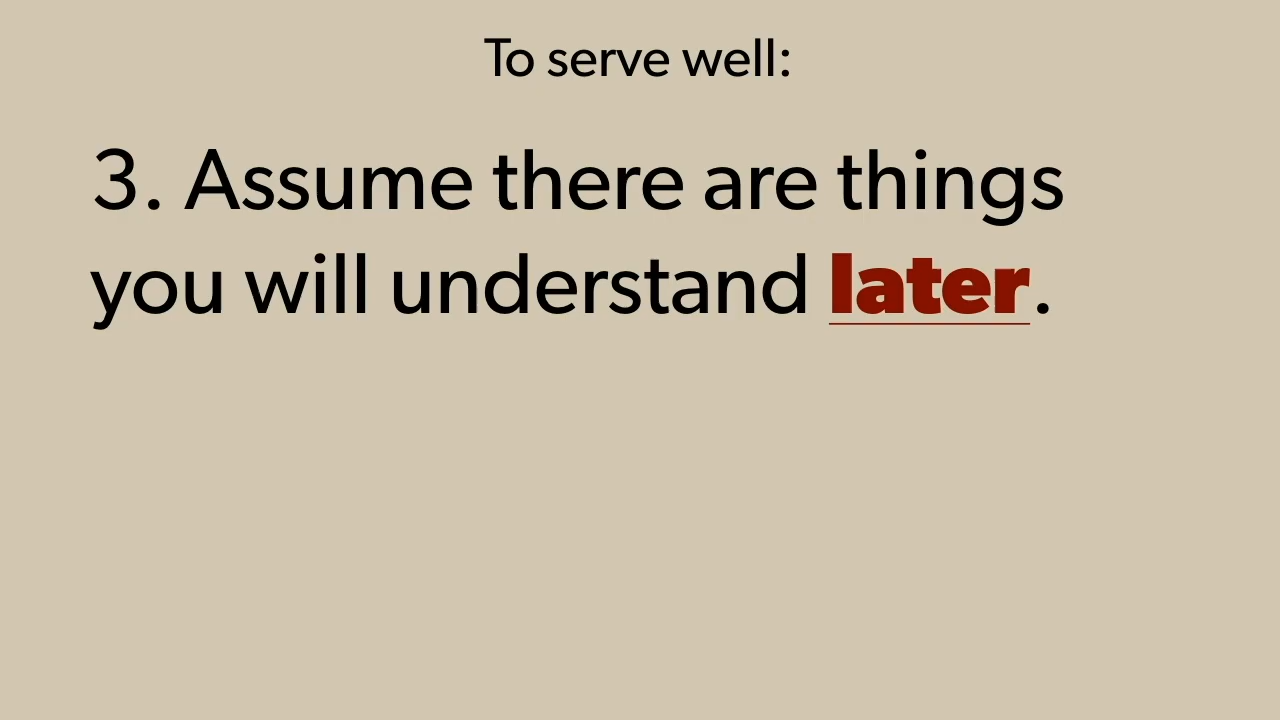 To serve well:
3. Assume there are things
you will understand later.